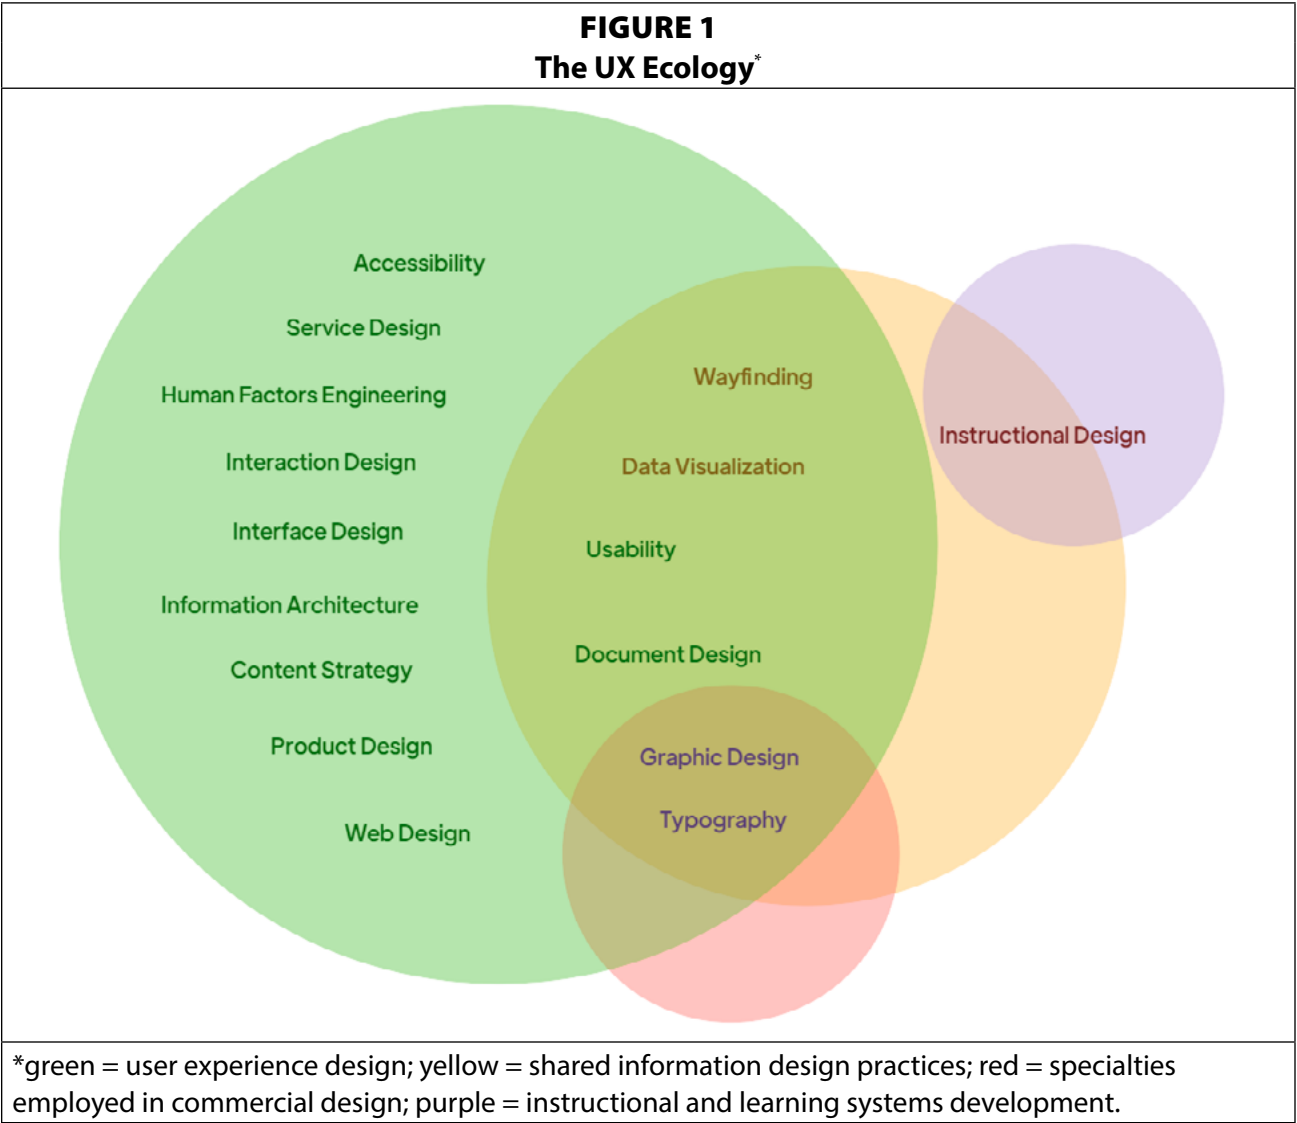 FIGURE 1
The UX Ecology*
Accessibility
Service Design
Human Factors Engineering
Interaction Design
Interface Design
Information Architecture
Content Strategy
Product Design
Web Design
Wayfinding
Data Visualization
Usability
Document Design
Graphic Design
Typography
Instructional Design
*green = user experience design; yellow = shared information design practices; red = specialties
employed in commercial design; purple = instructional and learning systems development.